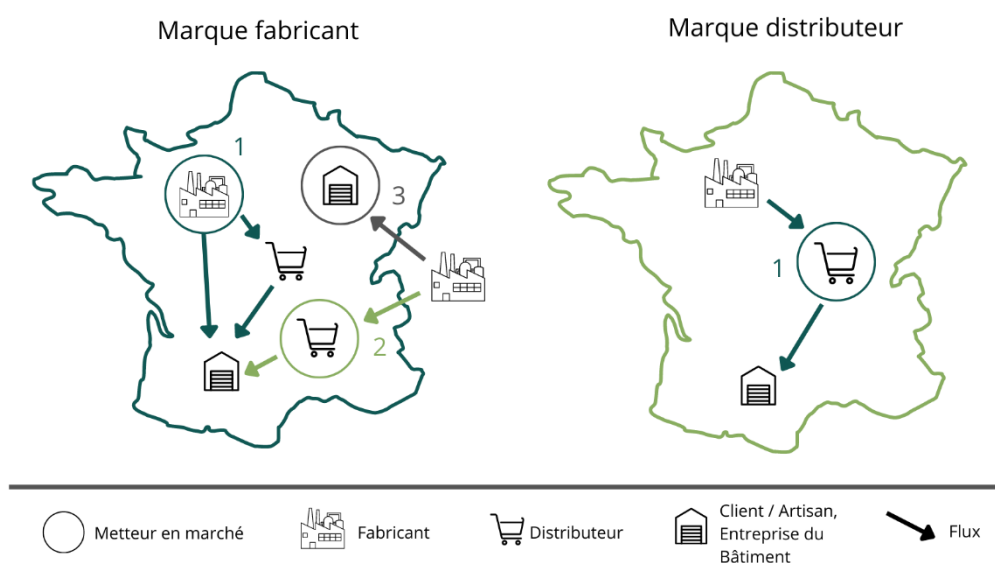 Marque fabricant
Marque distributeur
1
3
2
1
Metteur en marché
Fabricant
Distributeur
Client / Artisan,
Entreprise du
Bâtiment
Flux